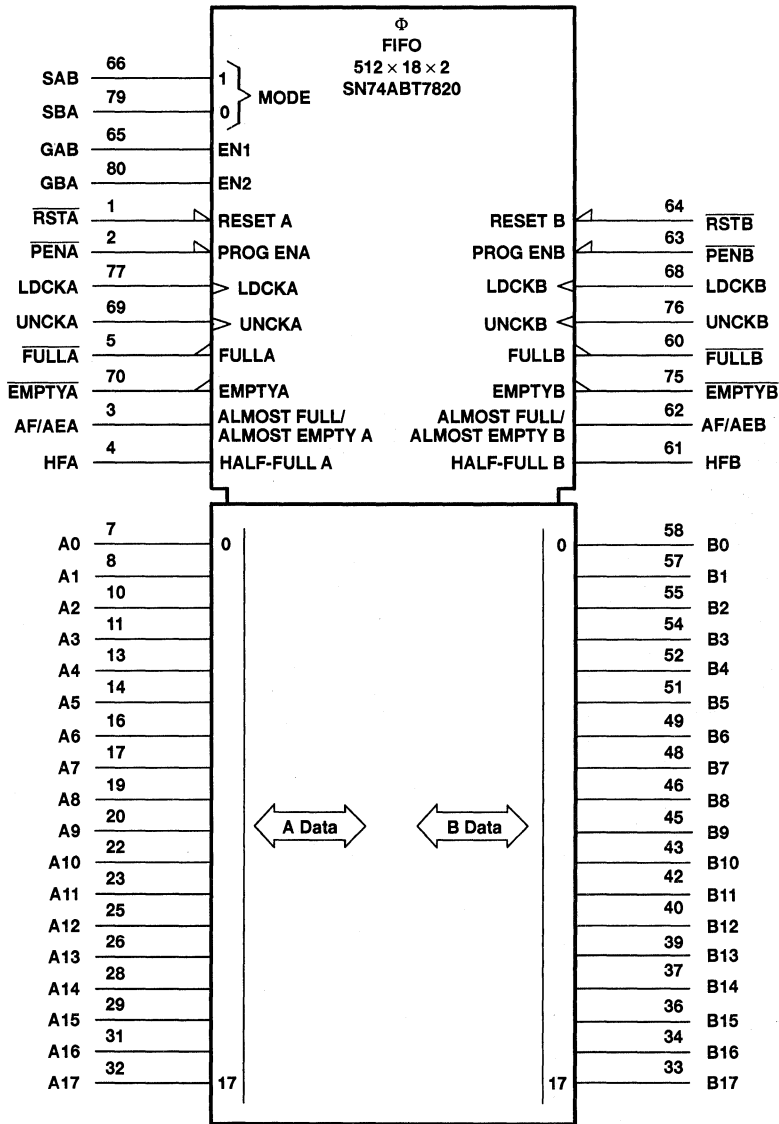 Φ
FIFO
512 × 18 × 2
SN74ABT7820
SAB 66 1
MODE
SBA 79 0
GAB 65 EN1
GBA 80 EN2
RSTA 1 RESET A RESET B 64 RSTB
PENA 2 PROG ENA PROG ENB 63 PENB
LDCKA 77 LDCKA LDCKB 68 LDCKB
UNCKA 69 UNCKA UNCKB 76 UNCKB
FULLA 5 FULLA FULLB 60 FULLB
EMPTYA 70 EMPTYA EMPTYB 75 EMPTYB
AF/AEA 3 ALMOST FULL/ ALMOST FULL/ 62 AF/AEB
ALMOST EMPTY A ALMOST EMPTY B
HFA 4 HALF-FULL A HALF-FULL B 61 HFB
A0 7 0 0 58 B0
A1 8 57 B1
A2 10 55 B2
A3 11 54 B3
A4 13 52 B4
A5 14 51 B5
A6 16 49 B6
A7 17 48 B7
A8 19 46 B8
A Data B Data
A9 20 45 B9
A10 22 43 B10
A11 23 42 B11
A12 25 40 B12
A13 26 39 B13
A14 28 37 B14
A15 29 36 B15
A16 31 34 B16
A17 32 17 17 33 B17